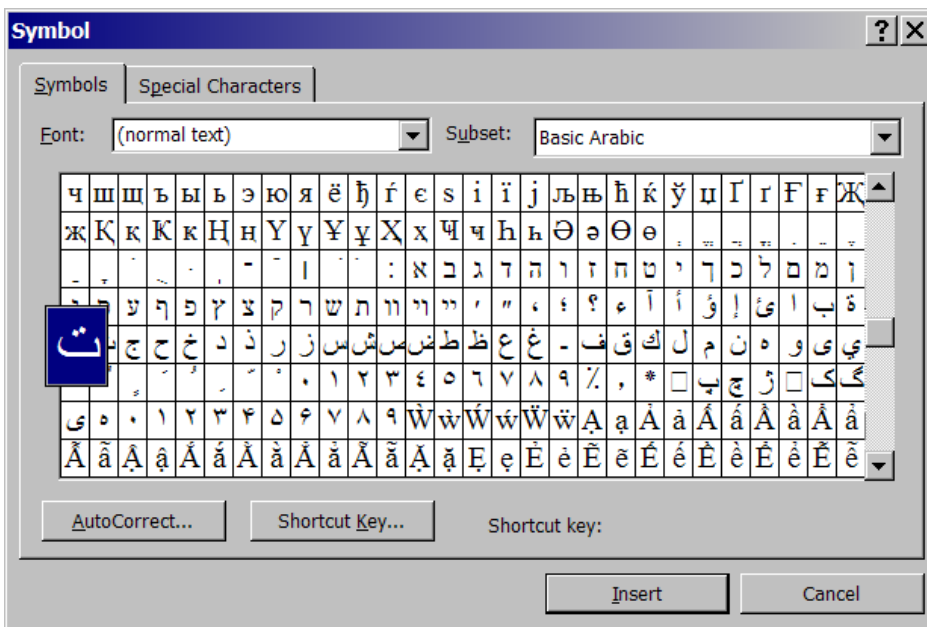 Symbol
Symbols Special Characters
Font: (normal text) Subset: Basic Arabic
ч ш щ ъ ы ь э ю я ё ђ ѓ є ѕ і ї ј љ њ ћ ќ ў џ Ґ ґ Ғ ғ Җ
җ Қ қ Ҝ ҝ Ң ң Ү ү Ұ ұ Ҳ ҳ Ҹ ҹ Һ һ Ә ә Ө ө
: א ב ג ד ה ו ז ח ט י ך כ ל ם מ ן
ע ף פ ץ צ ק ר ש ת װ ױ ײ ׳ ״ ، ؛ ؟ ء آ أ ؤ إ ئ ا ب ة
ت ج ح خ د ذ ر ز س ش ص ض ط ظ ع غ ـ ف ق ك ل م ن ه و ى ي
٠ ١ ٢ ٣ ٤ ٥ ٦ ٧ ٨ ٩ ٪ ٫ ٭ پ چ ژ ک گ
ی ە ۰ ۱ ۲ ۳ ۴ ۵ ۶ ۷ ۸ ۹ Ẁ ẁ Ẃ ẃ Ẅ ẅ Ạ ạ Ả ả Ấ ấ Ầ ầ Ẩ ẩ
Ẫ ẫ Ậ ậ Ắ ắ Ằ ằ Ẳ ẳ Ẵ ẵ Ặ ặ Ẹ ẹ Ẻ ẻ Ẽ ẽ Ế ế Ề ề Ể ể Ễ ễ
AutoCorrect... Shortcut Key... Shortcut key:
Insert Cancel